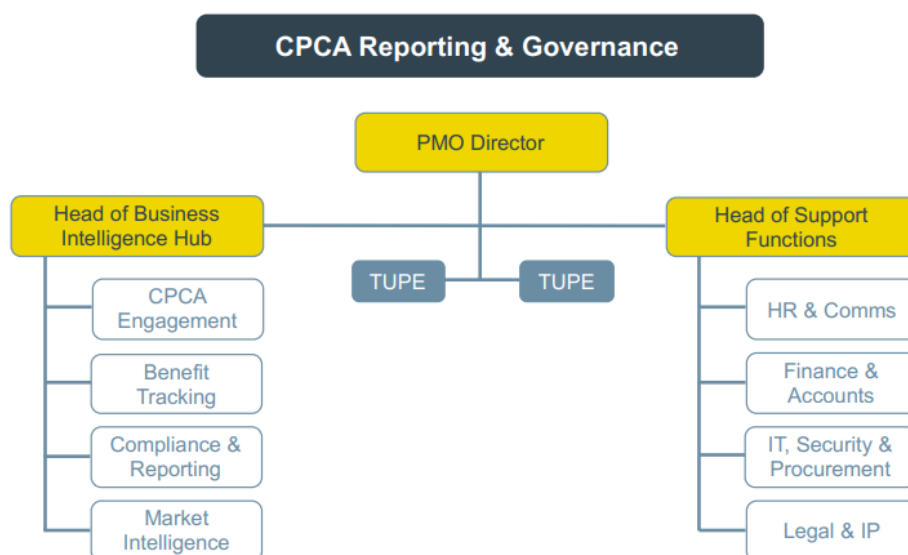 CPCA Reporting & Governance
PMO Director
Head of Business
Intelligence Hub
Head of Support
Functions
TUPE
TUPE
CPCA
Engagement
Benefit
Tracking
Compliance &
Reporting
Market
Intelligence
HR & Comms
Finance &
Accounts
IT, Security &
Procurement
Legal & IP